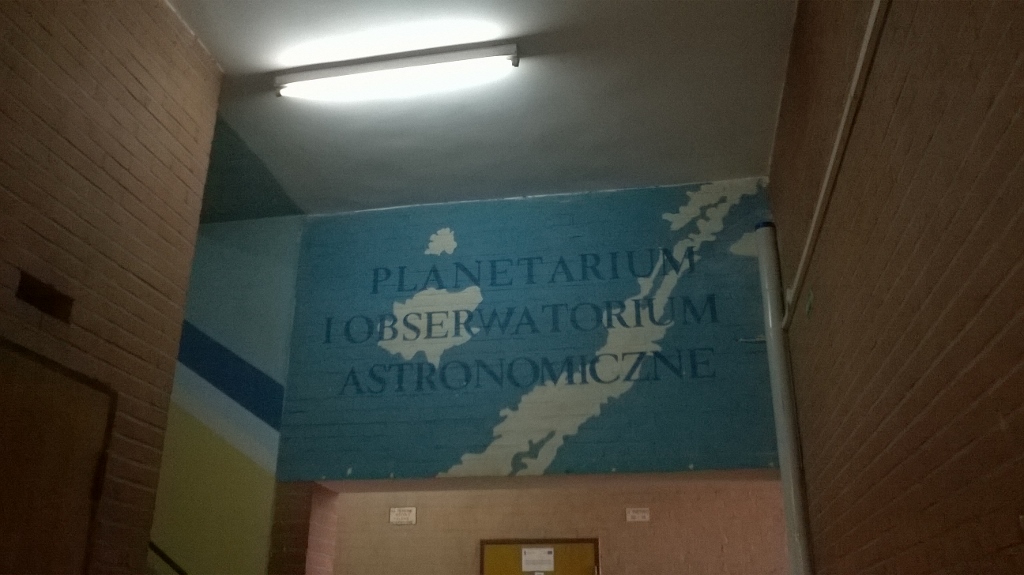 PLANETARIUM
I OBSERWATORIUM
ASTRONOMICZNE